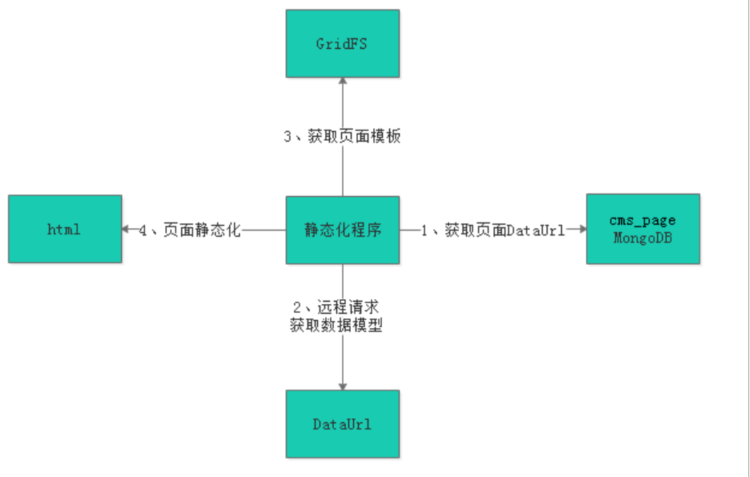 GridFS
3、获取页面模板
html
4、页面静态化
静态化程序
1、获取页面DataUrl
cms_page
MongoDB
2、远程请求
获取数据模型
DataUrl